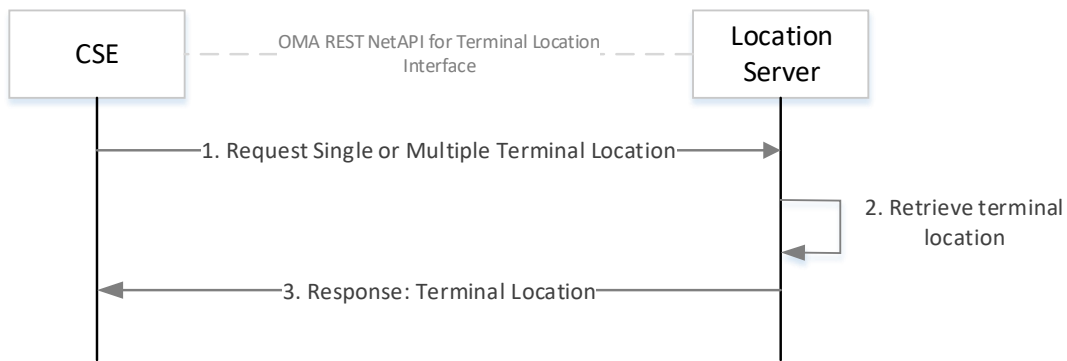 CSE
OMA REST NetAPI for Terminal Location
Interface
Location
Server
1. Request Single or Multiple Terminal Location
2. Retrieve terminal
location
3. Response: Terminal Location